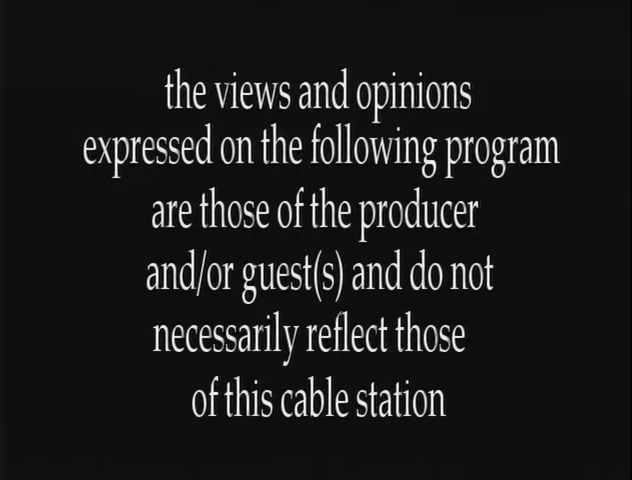 the views and opinions
expressed on the following program
are those of the producer
and/or guest(s) and do not
necessarily reflect those
of this cable station